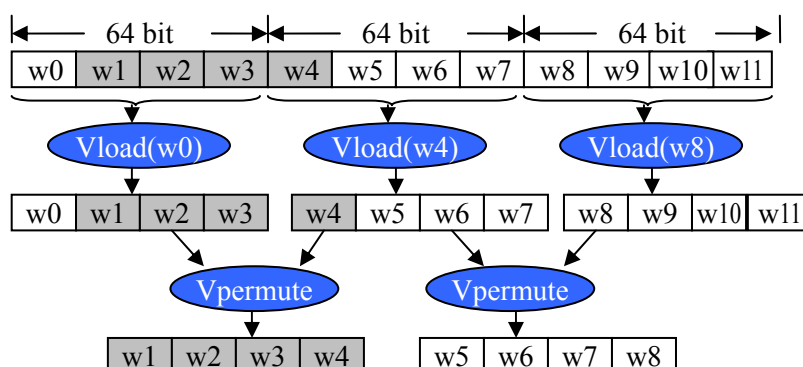 64 bit 64 bit 64 bit
w0 w1 w2 w3 w4 w5 w6 w7 w8 w9 w10 w11
Vload(w0) Vload(w4) Vload(w8)
w0 w1 w2 w3 w4 w5 w6 w7 w8 w9 w10 w11
Vpermute Vpermute
w1 w2 w3 w4 w5 w6 w7 w8